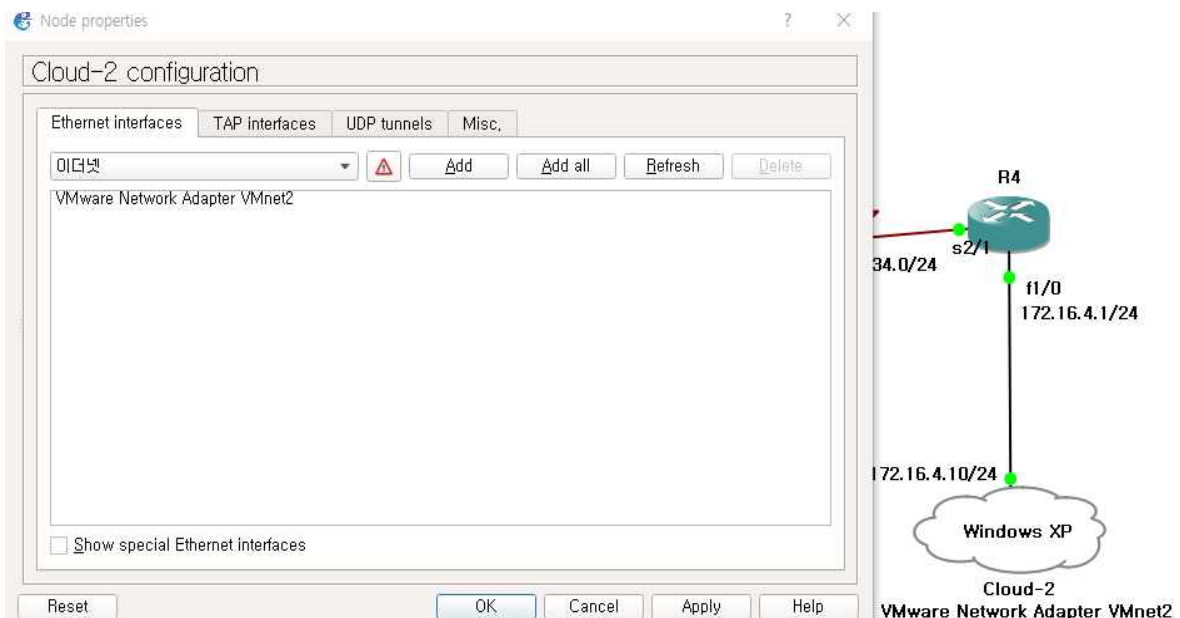 Node properties
Cloud-2 configuration
Ethernet interfaces
TAP interfaces
UDP tunnels
Misc.
이더넷
Add
Add all
Refresh
Delete
VMware Network Adapter VMnet2
Show special Ethernet interfaces
Reset
OK
Cancel
Apply
Help
R4
s2/1
34.0/24
f1/0
172.16.4.1/24
172.16.4.10/24
Windows XP
Cloud-2
VMware Network Adapter VMnet2